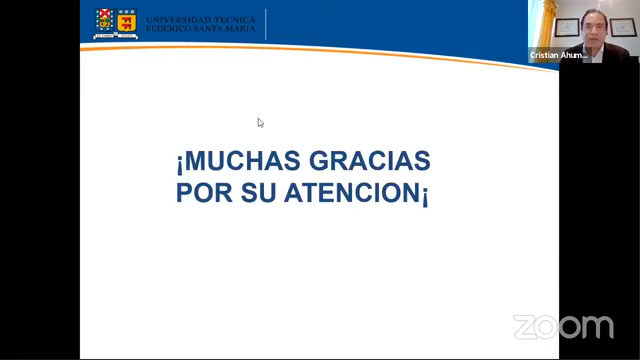 UNIVERSIDAD TECNICA
FEDERICO SANTA MARIA
Cristian Ahum...
¡MUCHAS GRACIAS
POR SU ATENCION¡
zoom